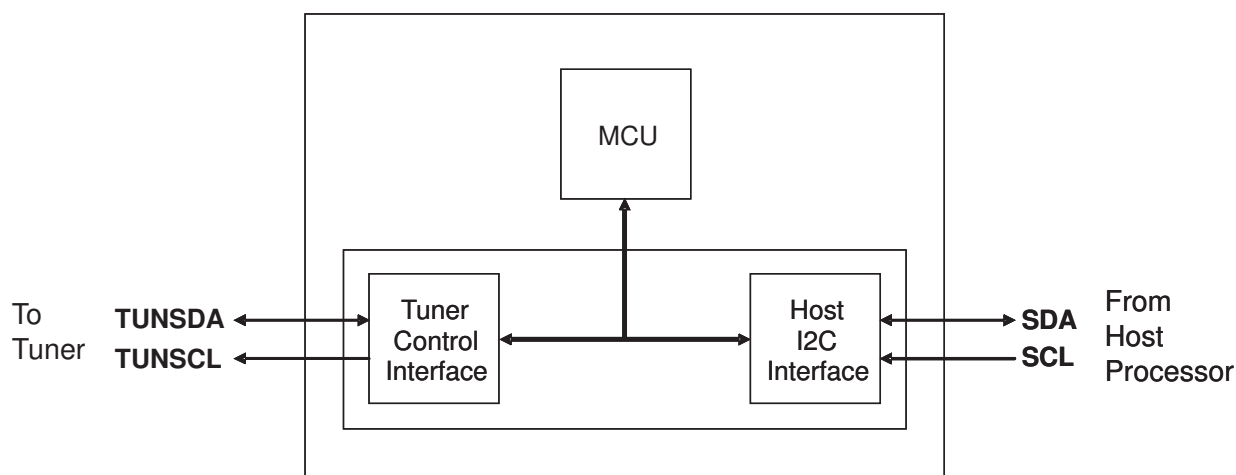 MCU
To
Tuner
TUNSDA
TUNSCL
Tuner
Control
Interface
Host
I2C
Interface
SDA
SCL
From
Host
Processor